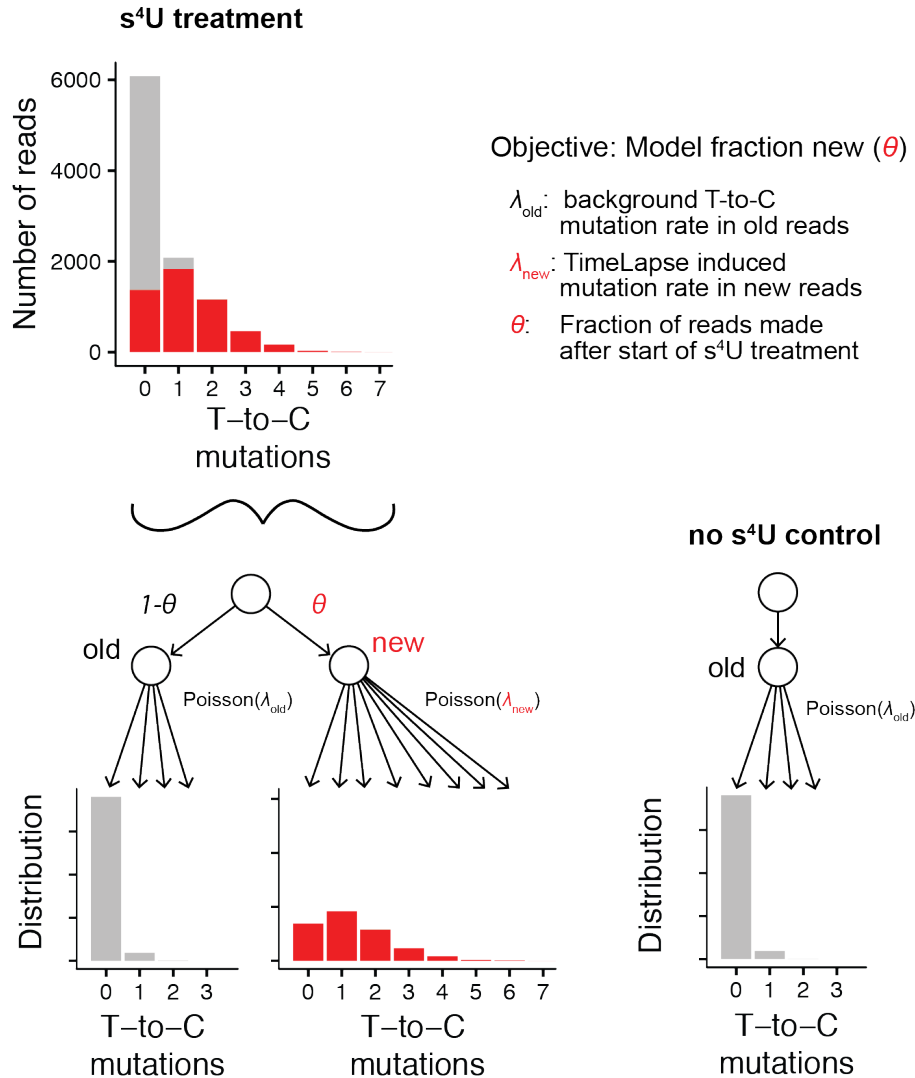 s⁴U treatment
6000
4000
2000
0
Number of reads
0 1 2 3 4 5 6 7
T–to–C
mutations
Objective: Model fraction new (θ)
λold: background T-to-C
mutation rate in old reads
λnew: TimeLapse induced
mutation rate in new reads
θ: Fraction of reads made
after start of s⁴U treatment
1-θ
θ
old
new
Poisson(λold)
Poisson(λnew)
Distribution
0 1 2 3
T–to–C
mutations
0 1 2 3 4 5 6 7
T–to–C
mutations
no s⁴U control
old
Poisson(λold)
Distribution
0 1 2 3
T–to–C
mutations